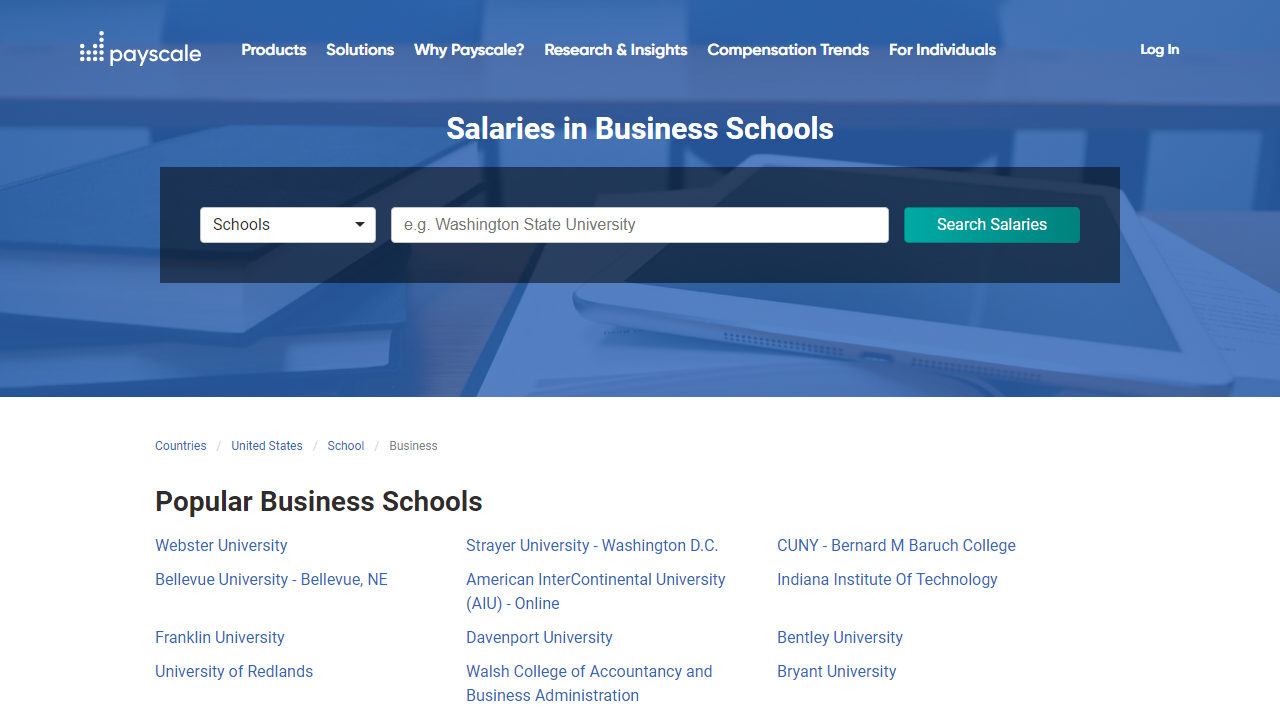 payscale Products Solutions Why Payscale? Research & Insights Compensation Trends For Individuals Log In
Salaries in Business Schools
Schools e.g. Washington State University Search Salaries
Countries / United States / School / Business
Popular Business Schools
Webster University Strayer University - Washington D.C. CUNY - Bernard M Baruch College
Bellevue University - Bellevue, NE American InterContinental University Indiana Institute Of Technology
(AIU) - Online
Franklin University Davenport University Bentley University
University of Redlands Walsh College of Accountancy and Bryant University
Business Administration